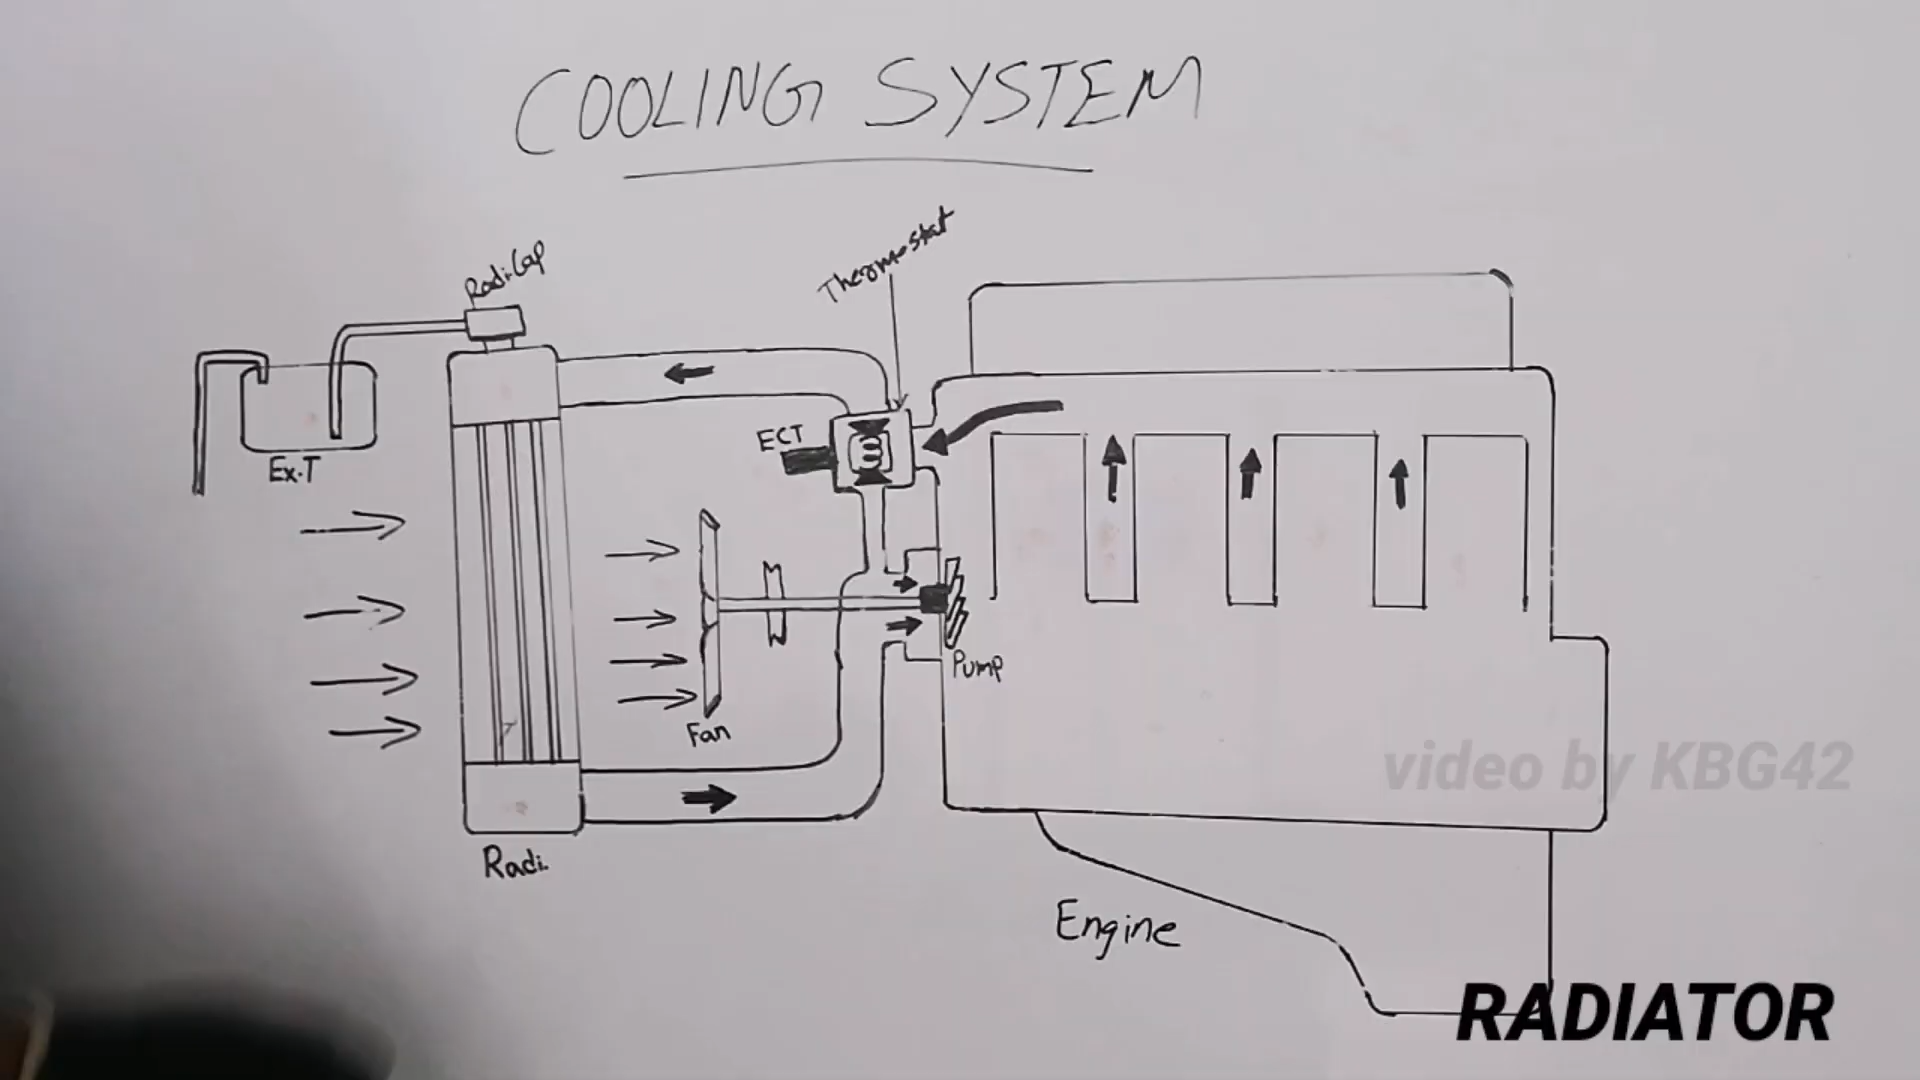 COOLING SYSTEM
Radi.Cap
Thermostat
ECT
Ex.T
Pump
Fan
Radi.
Engine
video by KBG42
RADIATOR